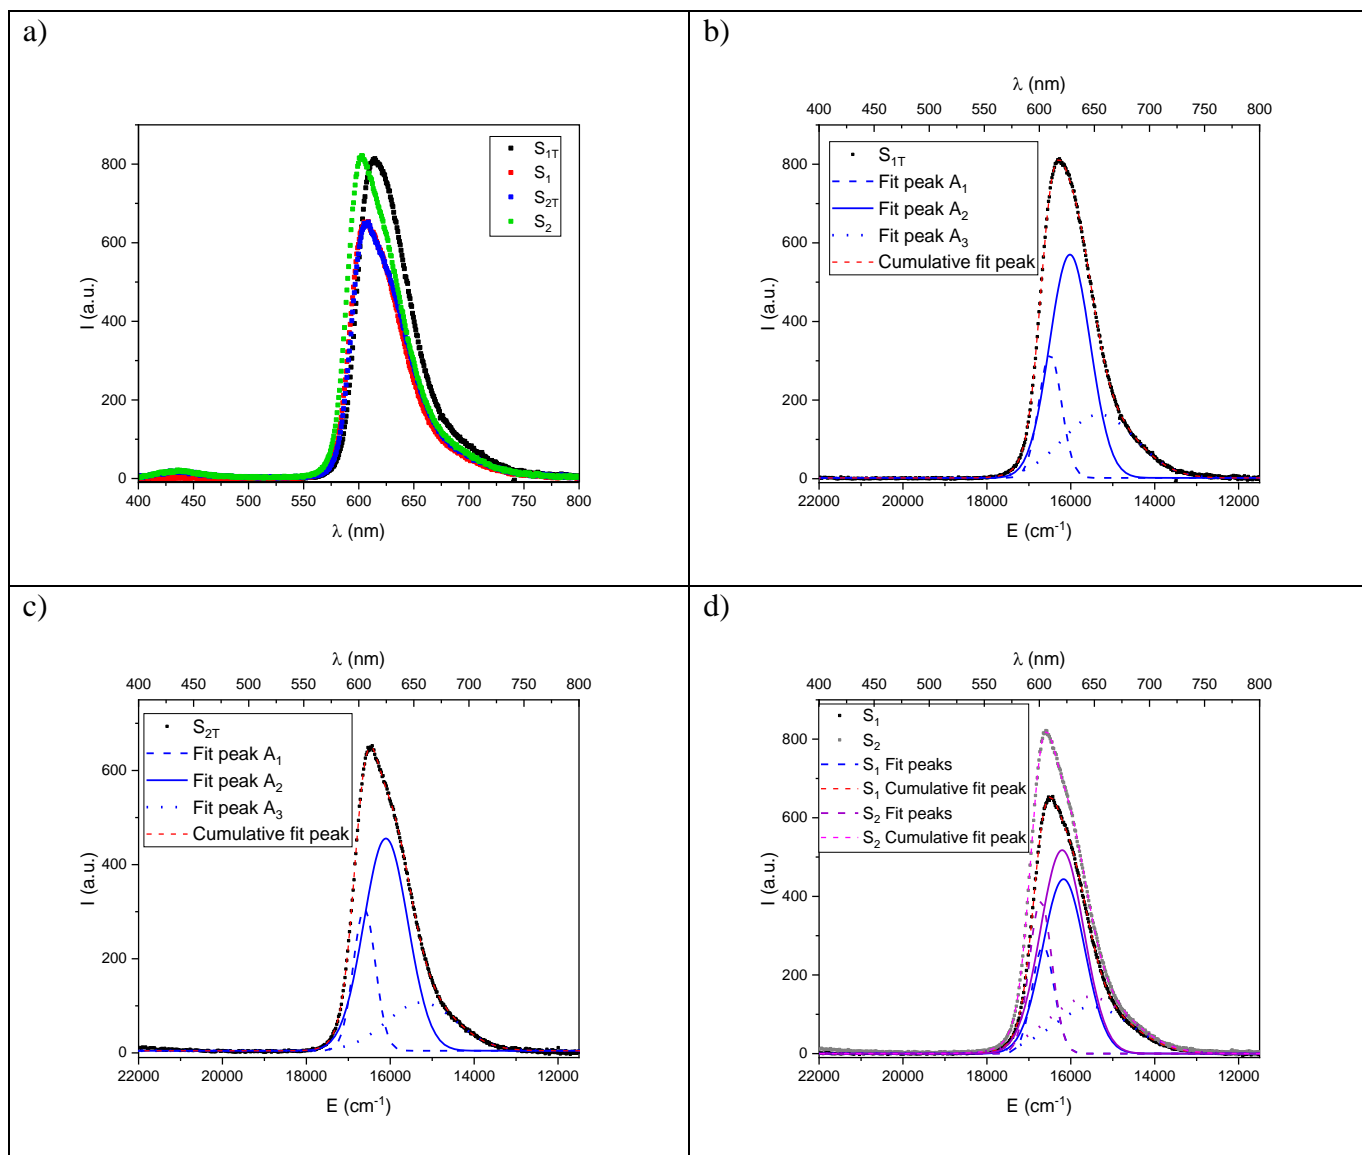 a)
800
600
400
200
0
I (a.u.)
S1T
S1
S2T
S2
400 450 500 550 600 650 700 750 800
λ (nm)
b)
λ (nm)
400 450 500 550 600 650 700 750 800
800
600
400
200
0
I (a.u.)
S1T
Fit peak A1
Fit peak A2
Fit peak A3
Cumulative fit peak
22000 20000 18000 16000 14000 12000
E (cm-1)
c)
λ (nm)
400 450 500 550 600 650 700 750 800
600
400
200
0
I (a.u.)
S2T
Fit peak A1
Fit peak A2
Fit peak A3
Cumulative fit peak
22000 20000 18000 16000 14000 12000
E (cm-1)
d)
λ (nm)
400 450 500 550 600 650 700 750 800
800
600
400
200
0
I (a.u.)
S1
S2
S1 Fit peaks
S1 Cumulative fit peak
S2 Fit peaks
S2 Cumulative fit peak
22000 20000 18000 16000 14000 12000
E (cm-1)